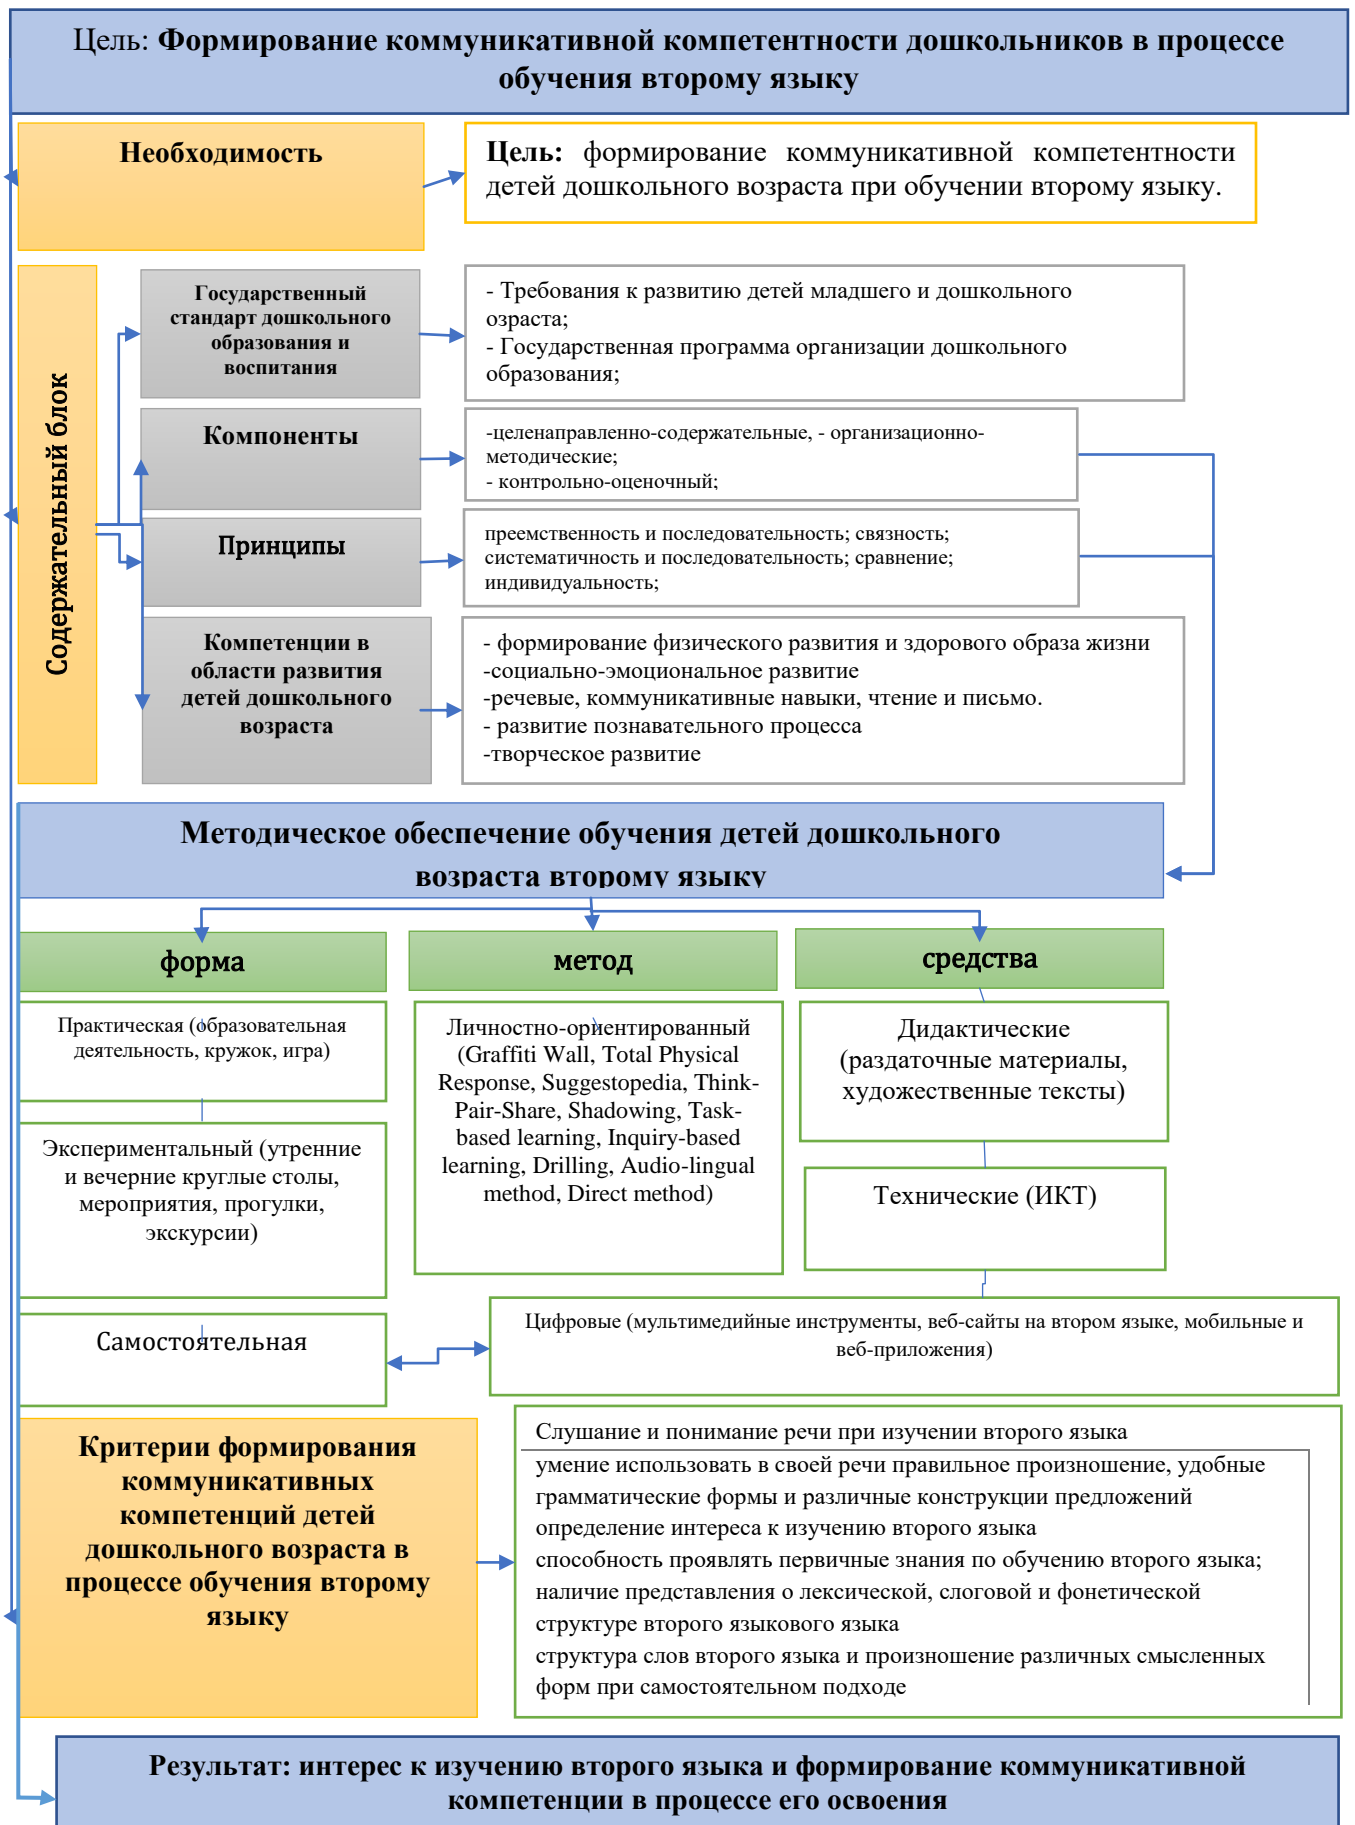 Цель: Формирование коммуникативной компетентности дошкольников в процессе
обучения второму языку
Необходимость
Цель: формирование коммуникативной компетентности
детей дошкольного возраста при обучении второму языку.
Содержательный блок
Государственный
стандарт дошкольного
образования и
воспитания
- Требования к развитию детей младшего и дошкольного
озраста;
- Государственная программа организации дошкольного
образования;
Компоненты
-целенаправленно-содержательные, - организационно-
методические;
- контрольно-оценочный;
Принципы
преемственность и последовательность; связность;
систематичность и последовательность; сравнение;
индивидуальность;
Компетенции в
области развития
детей дошкольного
возраста
- формирование физического развития и здорового образа жизни
-социально-эмоциональное развитие
-речевые, коммуникативные навыки, чтение и письмо.
- развитие познавательного процесса
-творческое развитие
Методическое обеспечение обучения детей дошкольного
возраста второму языку
форма
метод
средства
Практическая (образовательная
деятельность, кружок, игра)
Экспериментальный (утренние
и вечерние круглые столы,
мероприятия, прогулки,
экскурсии)
Самостоятельная
Личностно-ориентированный
(Graffiti Wall, Total Physical
Response, Suggestopedia, Think-
Pair-Share, Shadowing, Task-
based learning, Inquiry-based
learning, Drilling, Audio-lingual
method, Direct method)
Дидактические
(раздаточные материалы,
художественные тексты)
Технические (ИКТ)
Цифровые (мультимедийные инструменты, веб-сайты на втором языке, мобильные и
веб-приложения)
Критерии формирования
коммуникативных
компетенций детей
дошкольного возраста в
процессе обучения второму
языку
Слушание и понимание речи при изучении второго языка
умение использовать в своей речи правильное произношение, удобные
грамматические формы и различные конструкции предложений
определение интереса к изучению второго языка
способность проявлять первичные знания по обучению второго языка;
наличие представления о лексической, слоговой и фонетической
структуре второго языкового языка
структура слов второго языка и произношение различных смысленных
форм при самостоятельном подходе
Результат: интерес к изучению второго языка и формирование коммуникативной
компетенции в процессе его освоения